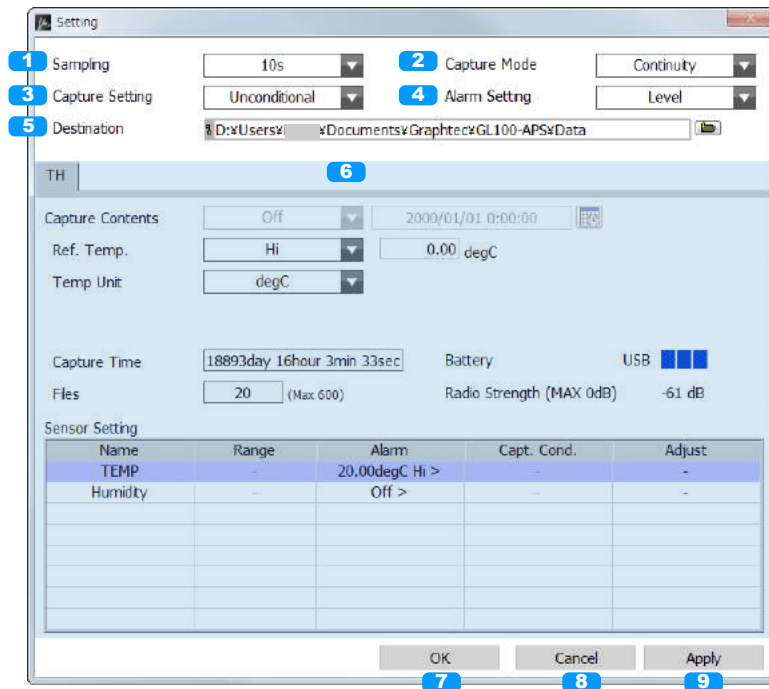 Setting
1 Sampling 10s 2 Capture Mode Continuity
3 Capture Setting Unconditional 4 Alarm Setting Level
5 Destination D:¥Users¥ ¥Documents¥Graphtec¥GL100-APS¥Data
TH 6
Capture Contents Off 2000/01/01 0:00:00
Ref. Temp. Hi 0.00 degC
Temp Unit degC
Capture Time 18893day 16hour 3min 33sec Battery USB
Files 20 (Max 600) Radio Strength (MAX 0dB) -61 dB
Sensor Setting
Name Range Alarm Capt. Cond. Adjust
TEMP - 20.00degC Hi > - -
Humidity - Off > - -
OK Cancel Apply
7 8 9